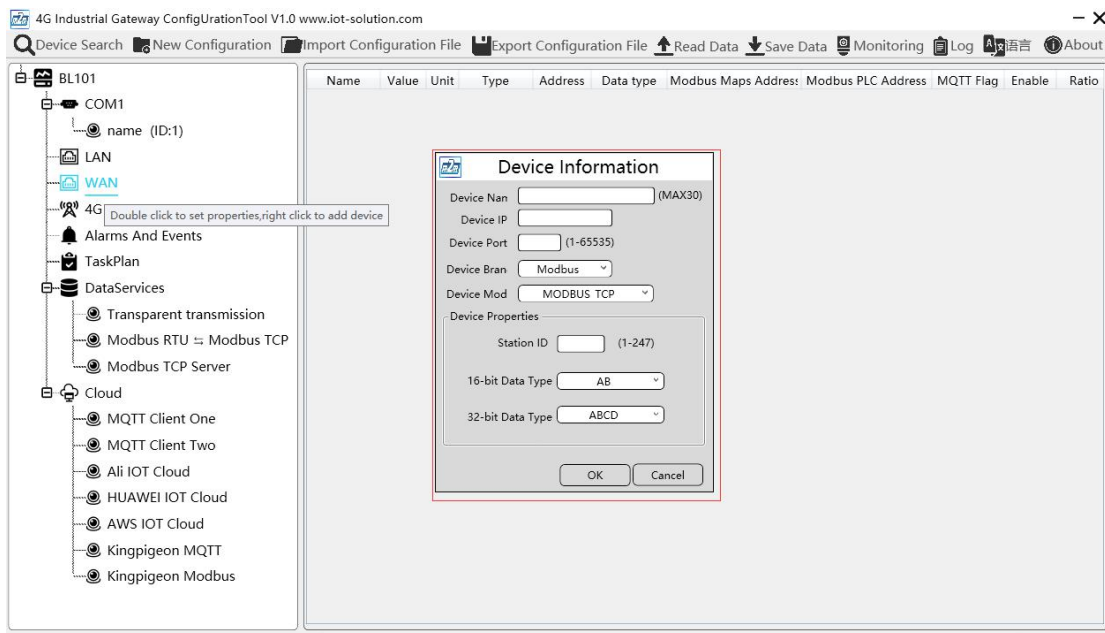 4G Industrial Gateway ConfigUrationTool V1.0 www.iot-solution.com
Device Search New Configuration Import Configuration File Export Configuration File Read Data Save Data Monitoring Log 语言 About
BL101
COM1
name (ID:1)
LAN
WAN
4G
Double click to set properties,right click to add device
Alarms And Events
TaskPlan
DataServices
Transparent transmission
Modbus RTU ⇆ Modbus TCP
Modbus TCP Server
Cloud
MQTT Client One
MQTT Client Two
Ali IOT Cloud
HUAWEI IOT Cloud
AWS IOT Cloud
Kingpigeon MQTT
Kingpigeon Modbus
Name Value Unit Type Address Data type Modbus Maps Address Modbus PLC Address MQTT Flag Enable Ratio
Device Information
Device Nan (MAX30)
Device IP
Device Port (1-65535)
Device Bran Modbus
Device Mod MODBUS TCP
Device Properties
Station ID (1-247)
16-bit Data Type AB
32-bit Data Type ABCD
OK Cancel